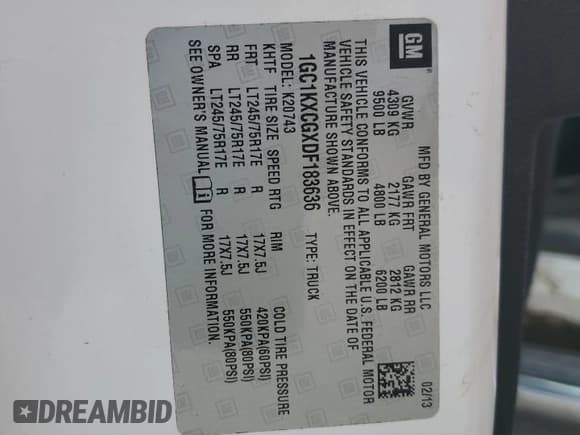 GM
MFD BY GENERAL MOTORS LLC
02/13
GVWR GAWR FRT GAWR RR
4309 KG 2177 KG 2812 KG
9500 LB 4800 LB 6200 LB
THIS VEHICLE CONFORMS TO ALL APPLICABLE U.S. FEDERAL MOTOR
VEHICLE SAFETY STANDARDS IN EFFECT ON THE DATE OF
MANUFACTURE SHOWN ABOVE.
1GC1KXCGXDF183636 TYPE: TRUCK
MODEL: K20743
KHTF TIRE SIZE SPEED RTG RIM COLD TIRE PRESSURE
FRT LT245/75R17E R 17X7.5J 420KPA(60PSI)
RR LT245/75R17E R 17X7.5J 550KPA(80PSI)
SPA LT245/75R17E R 17X7.5J 550KPA(80PSI)
SEE OWNER'S MANUAL i FOR MORE INFORMATION.
DREAMBID